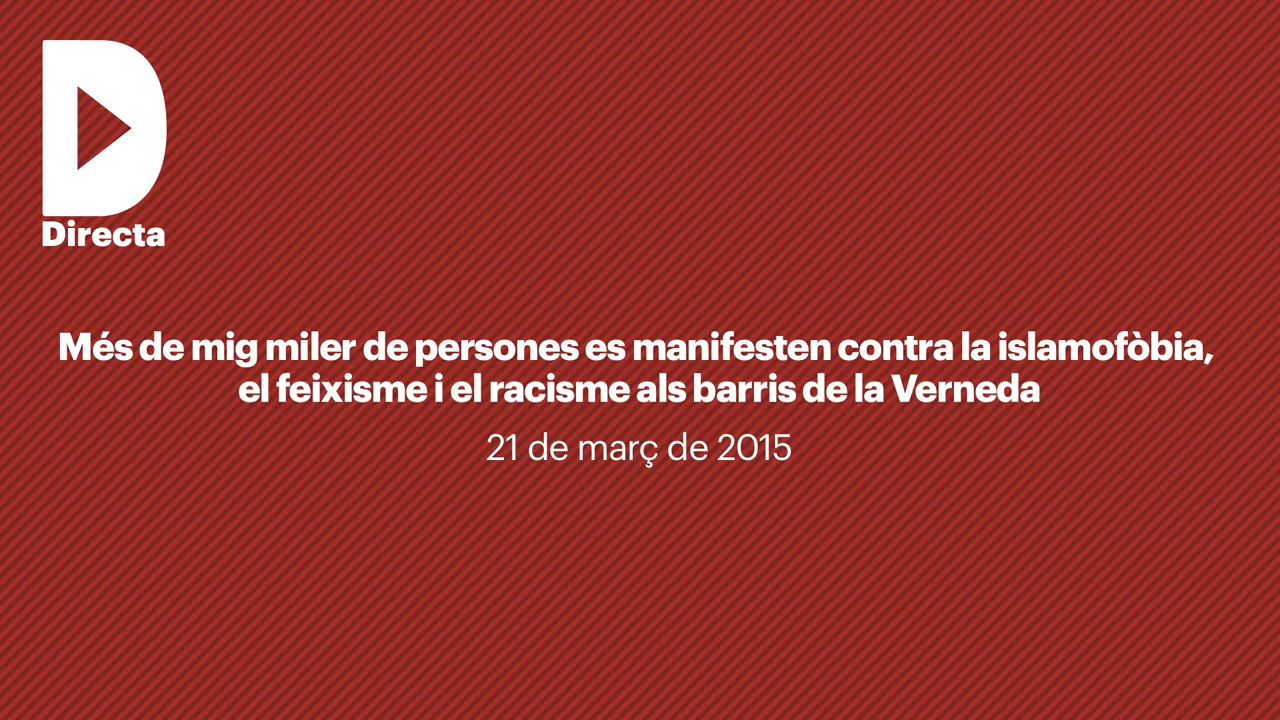 Directa
Més de mig miler de persones es manifesten contra la islamofòbia,
el feixisme i el racisme als barris de la Verneda
21 de març de 2015